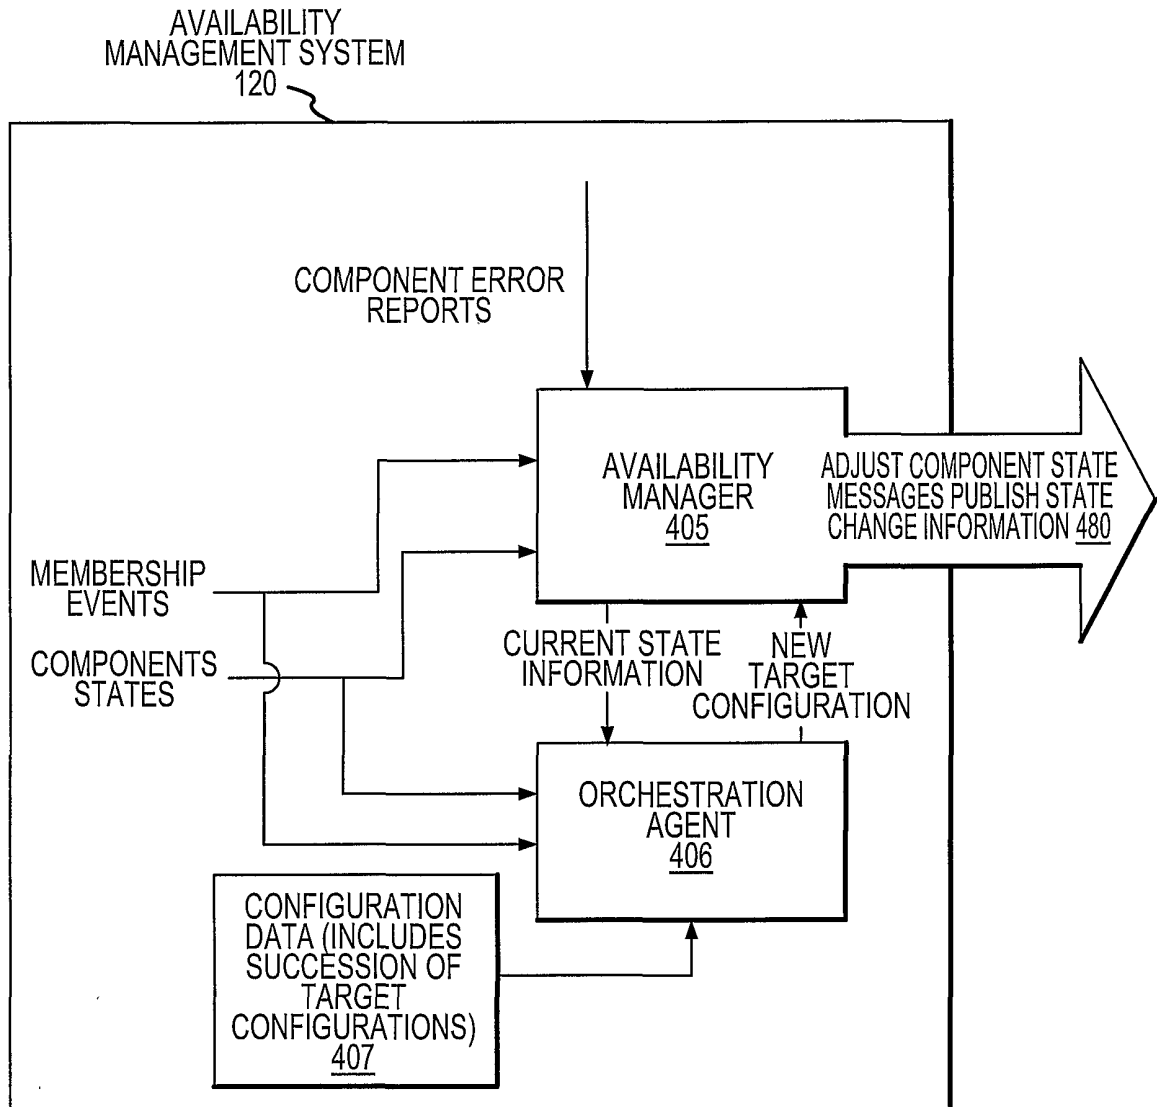 AVAILABILITY
MANAGEMENT SYSTEM
120
COMPONENT ERROR
REPORTS
AVAILABILITY
MANAGER
405
ADJUST COMPONENT STATE
MESSAGES PUBLISH STATE
CHANGE INFORMATION 480
MEMBERSHIP
EVENTS
COMPONENTS
STATES
CURRENT STATE
INFORMATION
NEW
TARGET
CONFIGURATION
ORCHESTRATION
AGENT
406
CONFIGURATION
DATA (INCLUDES
SUCCESSION OF
TARGET
CONFIGURATIONS)
407